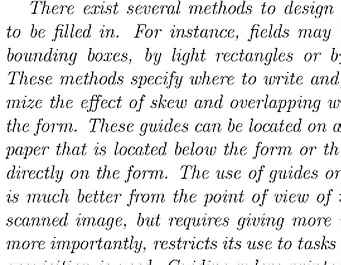 There exist several methods to design
to be filled in. For instance, fields may
bounding boxes, by light rectangles or
These methods specify where to write and
mize the effect of skew and overlapping
the form. These guides can be located on
paper that is located below the form or
directly on the form. The use of guides on
is much better from the point of view of
scanned image, but requires giving more
more importantly, restricts its use to tasks